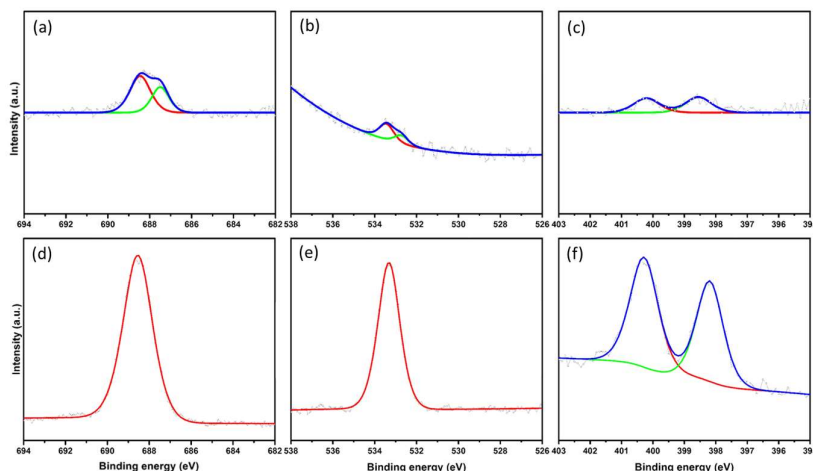 (a)
(b)
(c)
Intensity (a.u.)
694 692 690 688 686 684 682
538 536 534 532 530 528 526
403 402 401 400 399 398 397 396 39
(d)
(e)
(f)
Intensity (a.u.)
694 692 690 688 686 684 682
538 536 534 532 530 528 526
403 402 401 400 399 398 397 396 39
Binding energy (eV)
Binding energy (eV)
Binding energy (eV)